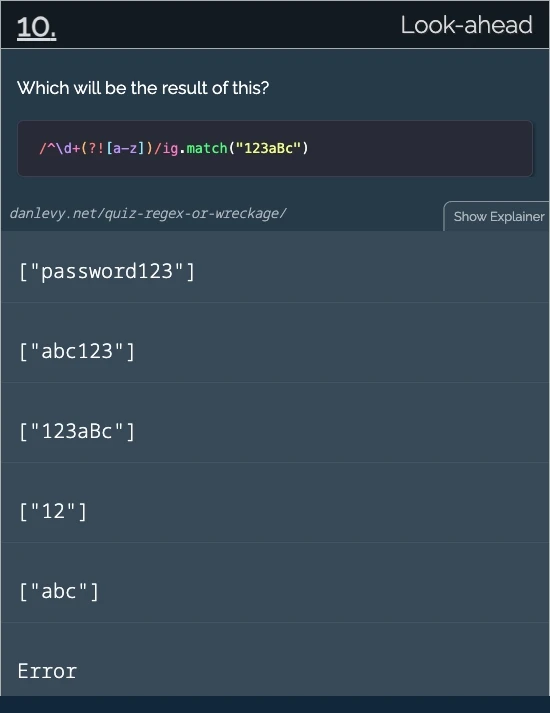 10.
Look-ahead
Which will be the result of this?
/^\d+(?![a-z])/ig.match("123aBc")
danlevy.net/quiz-regex-or-wreckage/
Show Explainer
["password123"]
["abc123"]
["123aBc"]
["12"]
["abc"]
Error